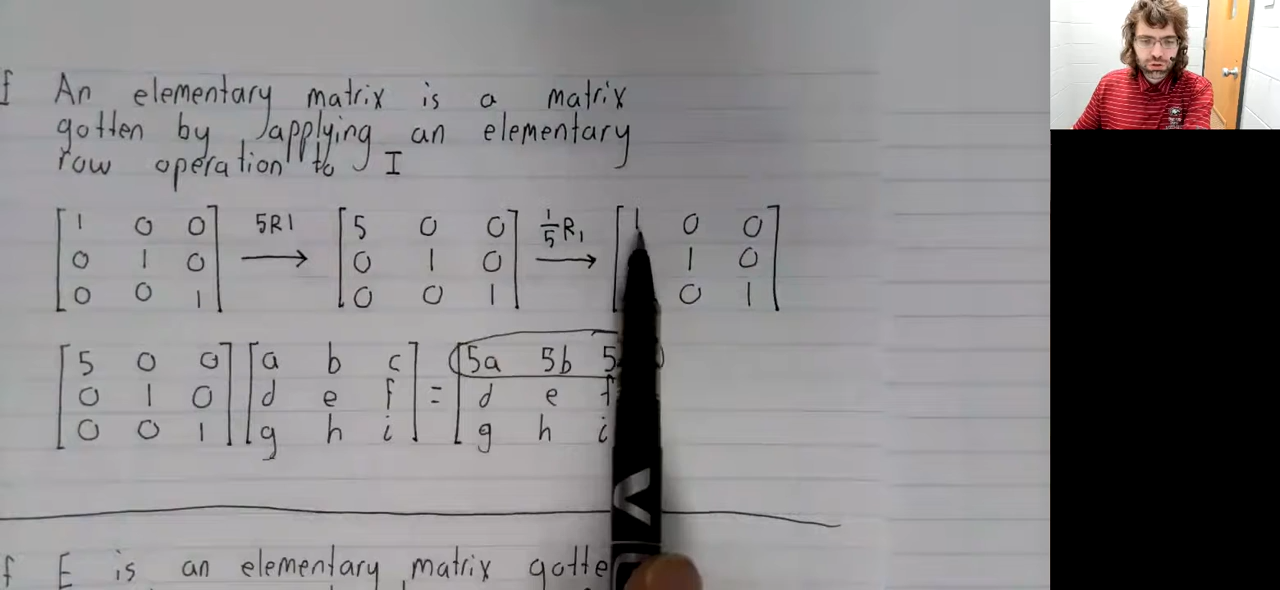 f An elementary matrix is a matrix
gotten by applying an elementary
row operation to I
1 0 0 5R1 5 0 0 1/5 R1 1 0 0
0 1 0 → 0 1 0 → 1 0
0 0 1 0 0 1 0 1
5 0 0 a b c = 5a 5b 5
0 1 0 d e f d e f
0 0 1 g h i g h i
f E is an elementary matrix gotte